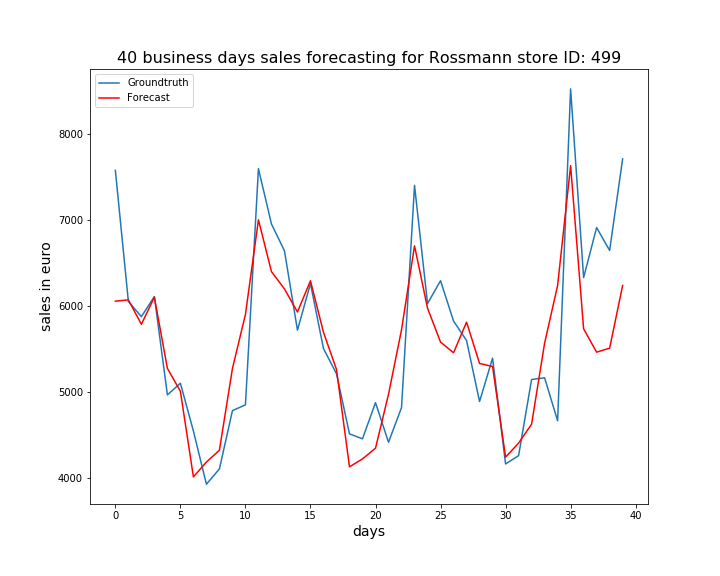 40 business days sales forecasting for Rossmann store ID: 499
Groundtruth
Forecast
8000
7000
6000
5000
4000
sales in euro
0 5 10 15 20 25 30 35 40
days